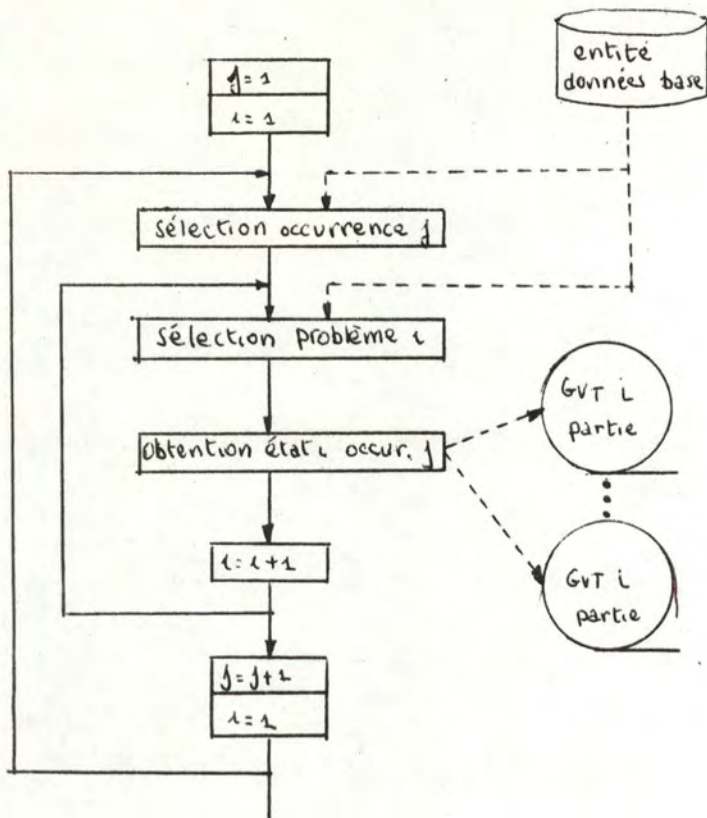 entité
données base
j = 1
i = 1
Sélection occurrence j
Sélection problème i
Obtention état i occur. j
GVT i
partie
i = i + 1
GVT i
partie
j = j + 1
i = 1